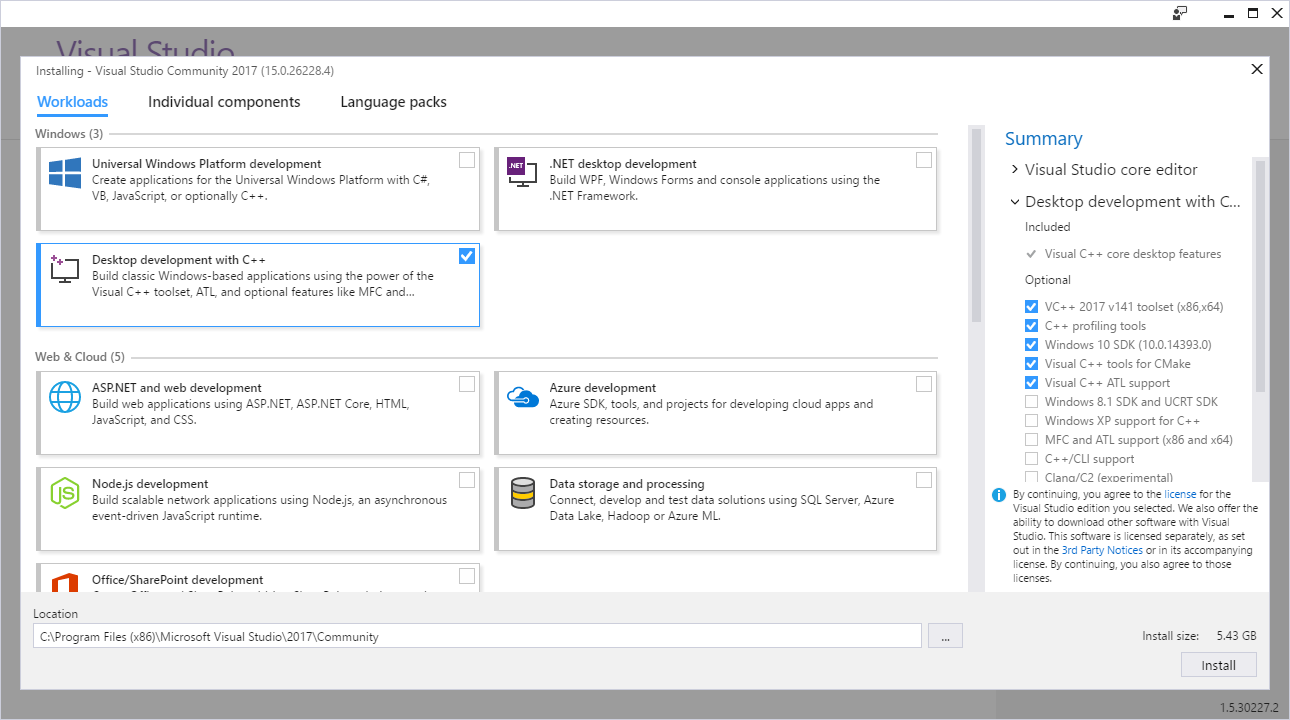 Visual Studio
Installing - Visual Studio Community 2017 (15.0.26228.4)
Workloads
Individual components
Language packs
Windows (3)
Universal Windows Platform development
Create applications for the Universal Windows Platform with C#,
VB, JavaScript, or optionally C++.
.NET
.NET desktop development
Build WPF, Windows Forms and console applications using the
.NET Framework.
Desktop development with C++
Build classic Windows-based applications using the power of the
Visual C++ toolset, ATL, and optional features like MFC and...
Web & Cloud (5)
ASP.NET and web development
Build web applications using ASP.NET, ASP.NET Core, HTML,
JavaScript, and CSS.
Azure development
Azure SDK, tools, and projects for developing cloud apps and
creating resources.
JS
Node.js development
Build scalable network applications using Node.js, an asynchronous
event-driven JavaScript runtime.
Data storage and processing
Connect, develop and test data solutions using SQL Server, Azure
Data Lake, Hadoop or Azure ML.
Office/SharePoint development
Summary
Visual Studio core editor
Desktop development with C...
Included
Visual C++ core desktop features
Optional
VC++ 2017 v141 toolset (x86,x64)
C++ profiling tools
Windows 10 SDK (10.0.14393.0)
Visual C++ tools for CMake
Visual C++ ATL support
Windows 8.1 SDK and UCRT SDK
Windows XP support for C++
MFC and ATL support (x86 and x64)
C++/CLI support
Clang/C2 (experimental)
By continuing, you agree to the license for the
Visual Studio edition you selected. We also offer the
ability to download other software with Visual
Studio. This software is licensed separately, as set
out in the 3rd Party Notices or in its accompanying
license. By continuing, you also agree to those
licenses.
Location
C:\Program Files (x86)\Microsoft Visual Studio\2017\Community
...
Install size: 5.43 GB
Install
1.5.30227.2